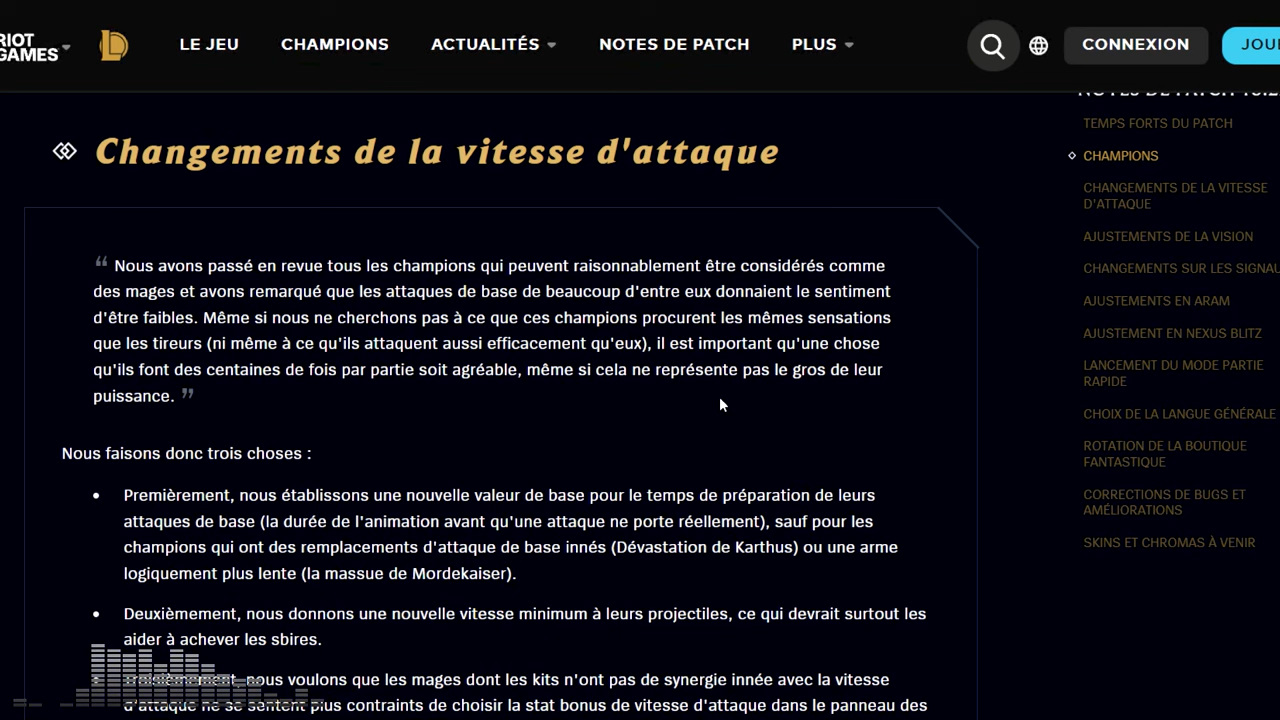 RIOT
GAMES
LE JEU
CHAMPIONS
ACTUALITÉS
NOTES DE PATCH
PLUS
CONNEXION
Changements de la vitesse d'attaque
“ Nous avons passé en revue tous les champions qui peuvent raisonnablement être considérés comme
des mages et avons remarqué que les attaques de base de beaucoup d'entre eux donnaient le sentiment
d'être faibles. Même si nous ne cherchons pas à ce que ces champions procurent les mêmes sensations
que les tireurs (ni même à ce qu'ils attaquent aussi efficacement qu'eux), il est important qu'une chose
qu'ils font des centaines de fois par partie soit agréable, même si cela ne représente pas le gros de leur
puissance. ”
Nous faisons donc trois choses :
• Premièrement, nous établissons une nouvelle valeur de base pour le temps de préparation de leurs
attaques de base (la durée de l'animation avant qu'une attaque ne porte réellement), sauf pour les
champions qui ont des remplacements d'attaque de base innés (Dévastation de Karthus) ou une arme
logiquement plus lente (la massue de Mordekaiser).
• Deuxièmement, nous donnons une nouvelle vitesse minimum à leurs projectiles, ce qui devrait surtout les
aider à achever les sbires.
nous voulons que les mages dont les kits n'ont pas de synergie innée avec la vitesse
d'attaque ne se sentent plus contraints de choisir la stat bonus de vitesse d'attaque dans le panneau des
NOTES DE PATCH
TEMPS FORTS DU PATCH
CHAMPIONS
CHANGEMENTS DE LA VITESSE
D'ATTAQUE
AJUSTEMENTS DE LA VISION
CHANGEMENTS SUR LES SIGNAU
AJUSTEMENTS EN ARAM
AJUSTEMENT EN NEXUS BLITZ
LANCEMENT DU MODE PARTIE
RAPIDE
CHOIX DE LA LANGUE GÉNÉRALE
ROTATION DE LA BOUTIQUE
FANTASTIQUE
CORRECTIONS DE BUGS ET
AMÉLIORATIONS
SKINS ET CHROMAS À VENIR